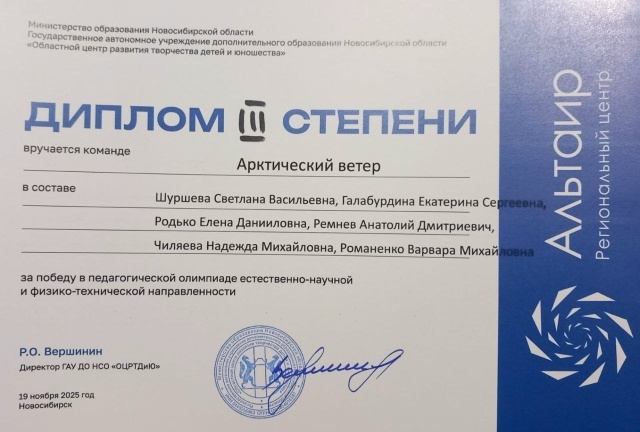 Министерство образования Новосибирской области
Государственное автономное учреждение дополнительного образования Новосибирской области
«Областной центр развития творчества детей и юношества»
ДИПЛОМ III СТЕПЕНИ
вручается команде
Арктический ветер
в составе
Шуршева Светлана Васильевна, Галабурдина Екатерина Сергеевна,
Родько Елена Данииловна, Ремнев Анатолий Дмитриевич,
Чиляева Надежда Михайловна, Романенко Варвара Михайловна
за победу в педагогической олимпиаде естественно-научной
и физико-технической направленности
Р.О. Вершинин
Директор ГАУ ДО НСО «ОЦРТДиЮ»
19 ноября 2025 год
Новосибирск
Альтаир
Региональный центр